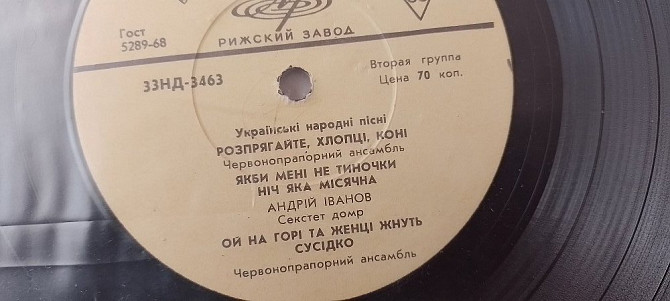 РИЖСКИЙ ЗАВОД
Гост
5289-68
33НД-3463
Вторая группа
Цена 70 коп.
Українські народні пісні
РОЗПРЯГАЙТЕ, ХЛОПЦІ, КОНІ
Червонопрапорний ансамбль
ЯКБИ МЕНІ НЕ ТИНОЧКИ
НІЧ ЯКА МІСЯЧНА
АНДРІЙ ІВАНОВ
Секстет домр
ОЙ НА ГОРІ ТА ЖЕНЦІ ЖНУТЬ
СУСІДКО
Червонопрапорний ансамбль